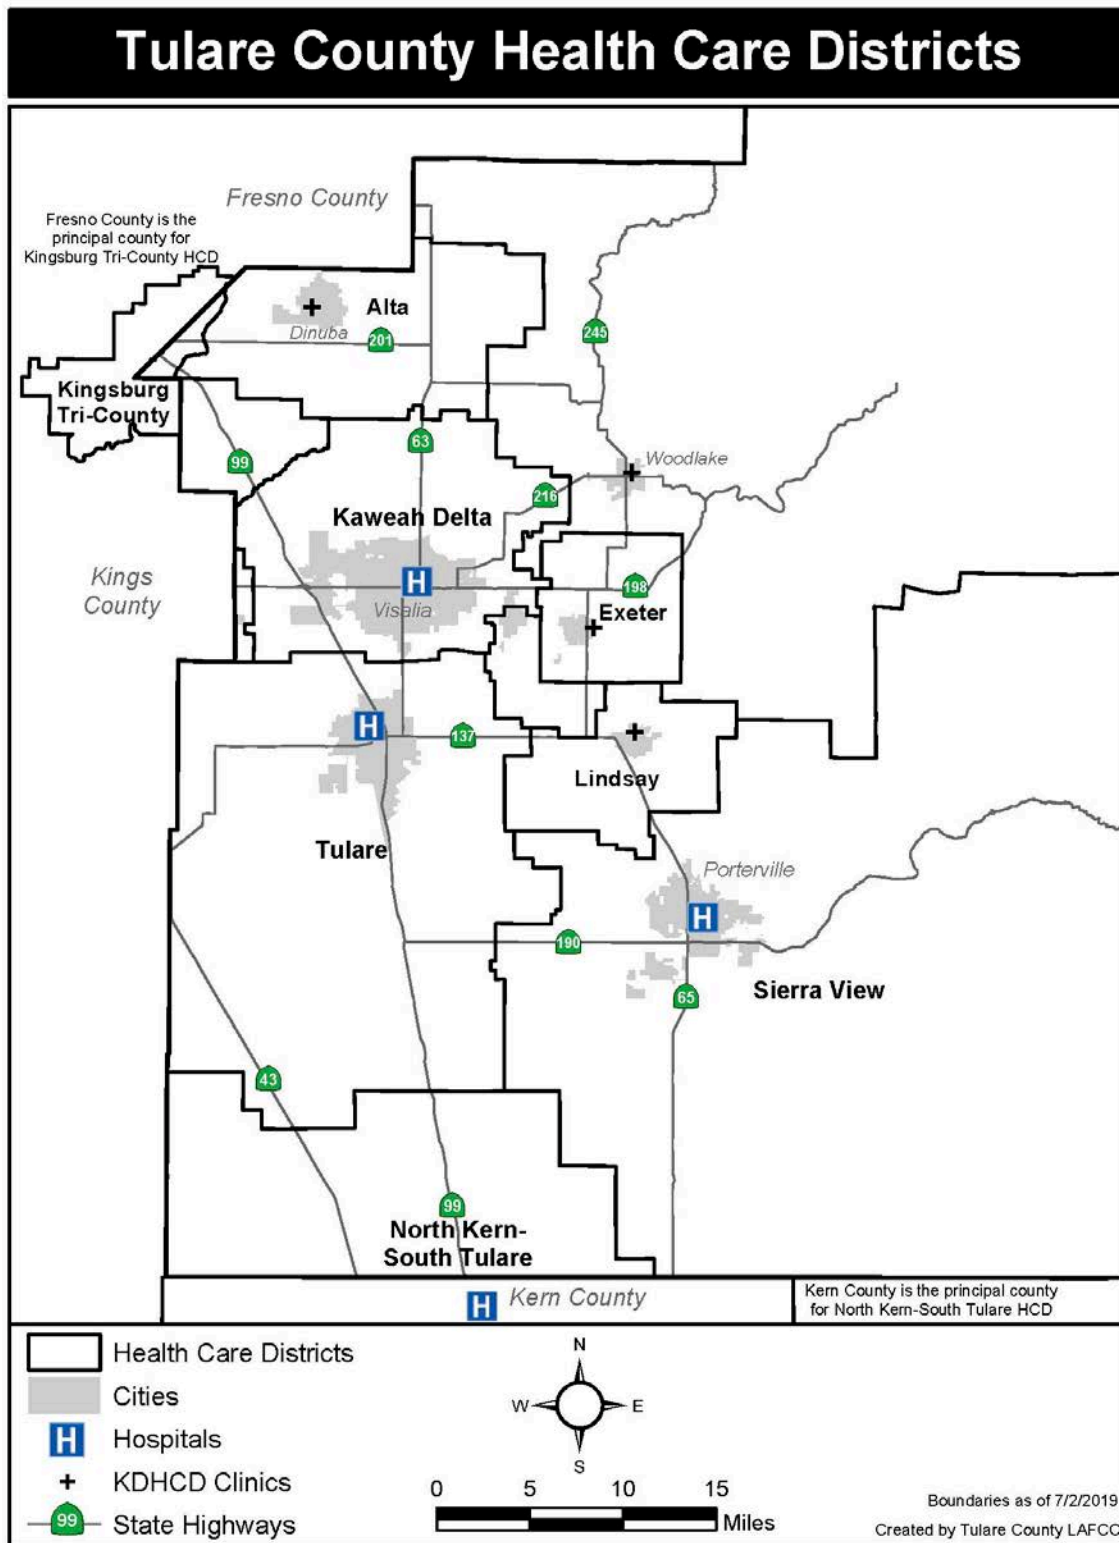 Tulare County Health Care Districts
Fresno County
Fresno County is the
principal county for
Kingsburg Tri-County HCD
Alta
Dinuba
201
245
Kingsburg
Tri-County
99
63
Woodlake
216
Kaweah Delta
Kings
County
H
Visalia
198
Exeter
H
137
Lindsay
Tulare
Porterville
H
190
Sierra View
65
43
99
North Kern-
South Tulare
H
Kern County
Kern County is the principal county
for North Kern-South Tulare HCD
Health Care Districts
Cities
H Hospitals
KDHCD Clinics
99 State Highways
N
W E
S
0 5 10 15
Miles
Boundaries as of 7/2/2019
Created by Tulare County LAFCO